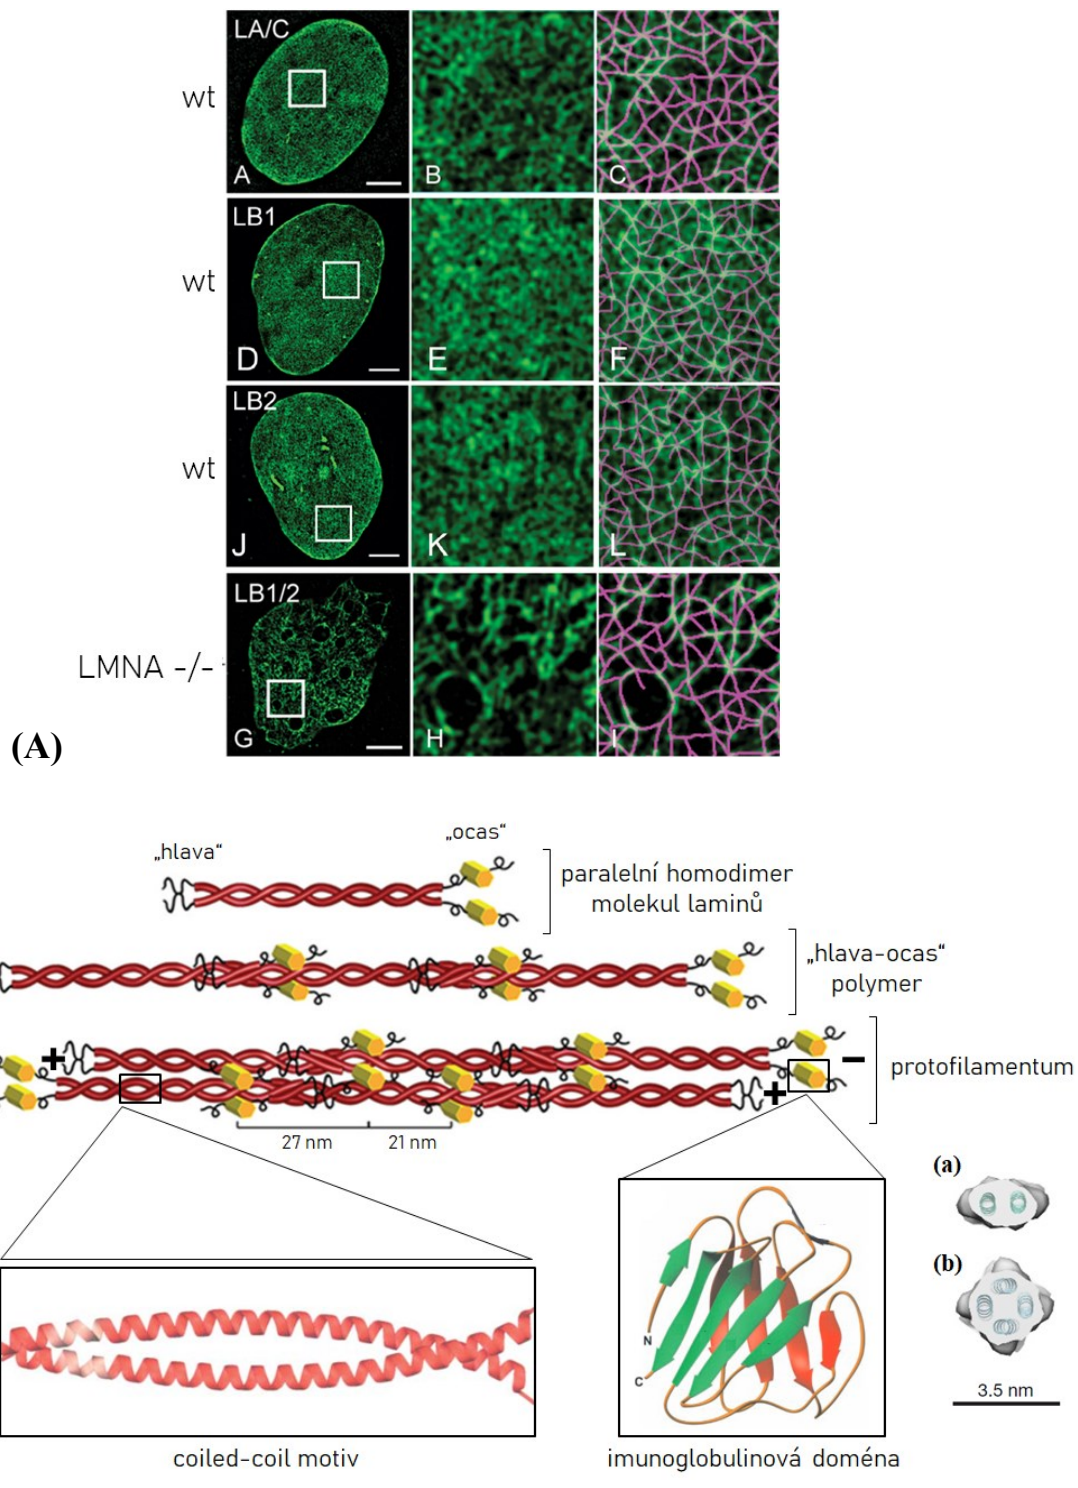 LA/C
wt
A
B
C
LB1
wt
D
E
F
LB2
wt
J
K
L
LB1/2
LMNA -/-
G
H
I
(A)
„hlava“
„ocas“
paralelní homodimer
molekul laminů
„hlava-ocas“
polymer
+
−
protofilamentum
+
27 nm
21 nm
(a)
(b)
N
C
3.5 nm
coiled-coil motiv
imunoglobulinová doména